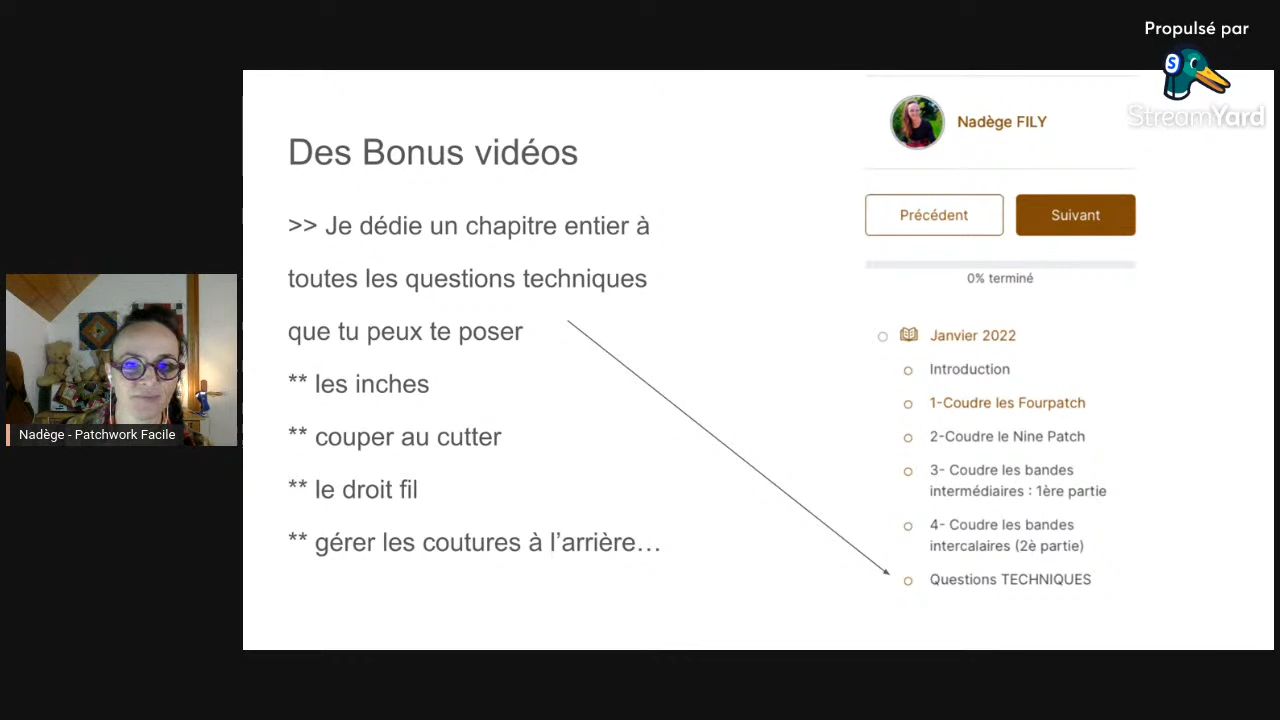 Propulsé par
StreamYard
Nadège FILY
Des Bonus vidéos
>> Je dédie un chapitre entier à
toutes les questions techniques
que tu peux te poser
** les inches
** couper au cutter
** le droit fil
** gérer les coutures à l’arrière…
Précédent
Suivant
0% terminé
Janvier 2022
Introduction
1-Coudre les Fourpatch
2-Coudre le Nine Patch
3- Coudre les bandes
intermédiaires : 1ère partie
4- Coudre les bandes
intercalaires (2è partie)
Questions TECHNIQUES
Nadège - Patchwork Facile